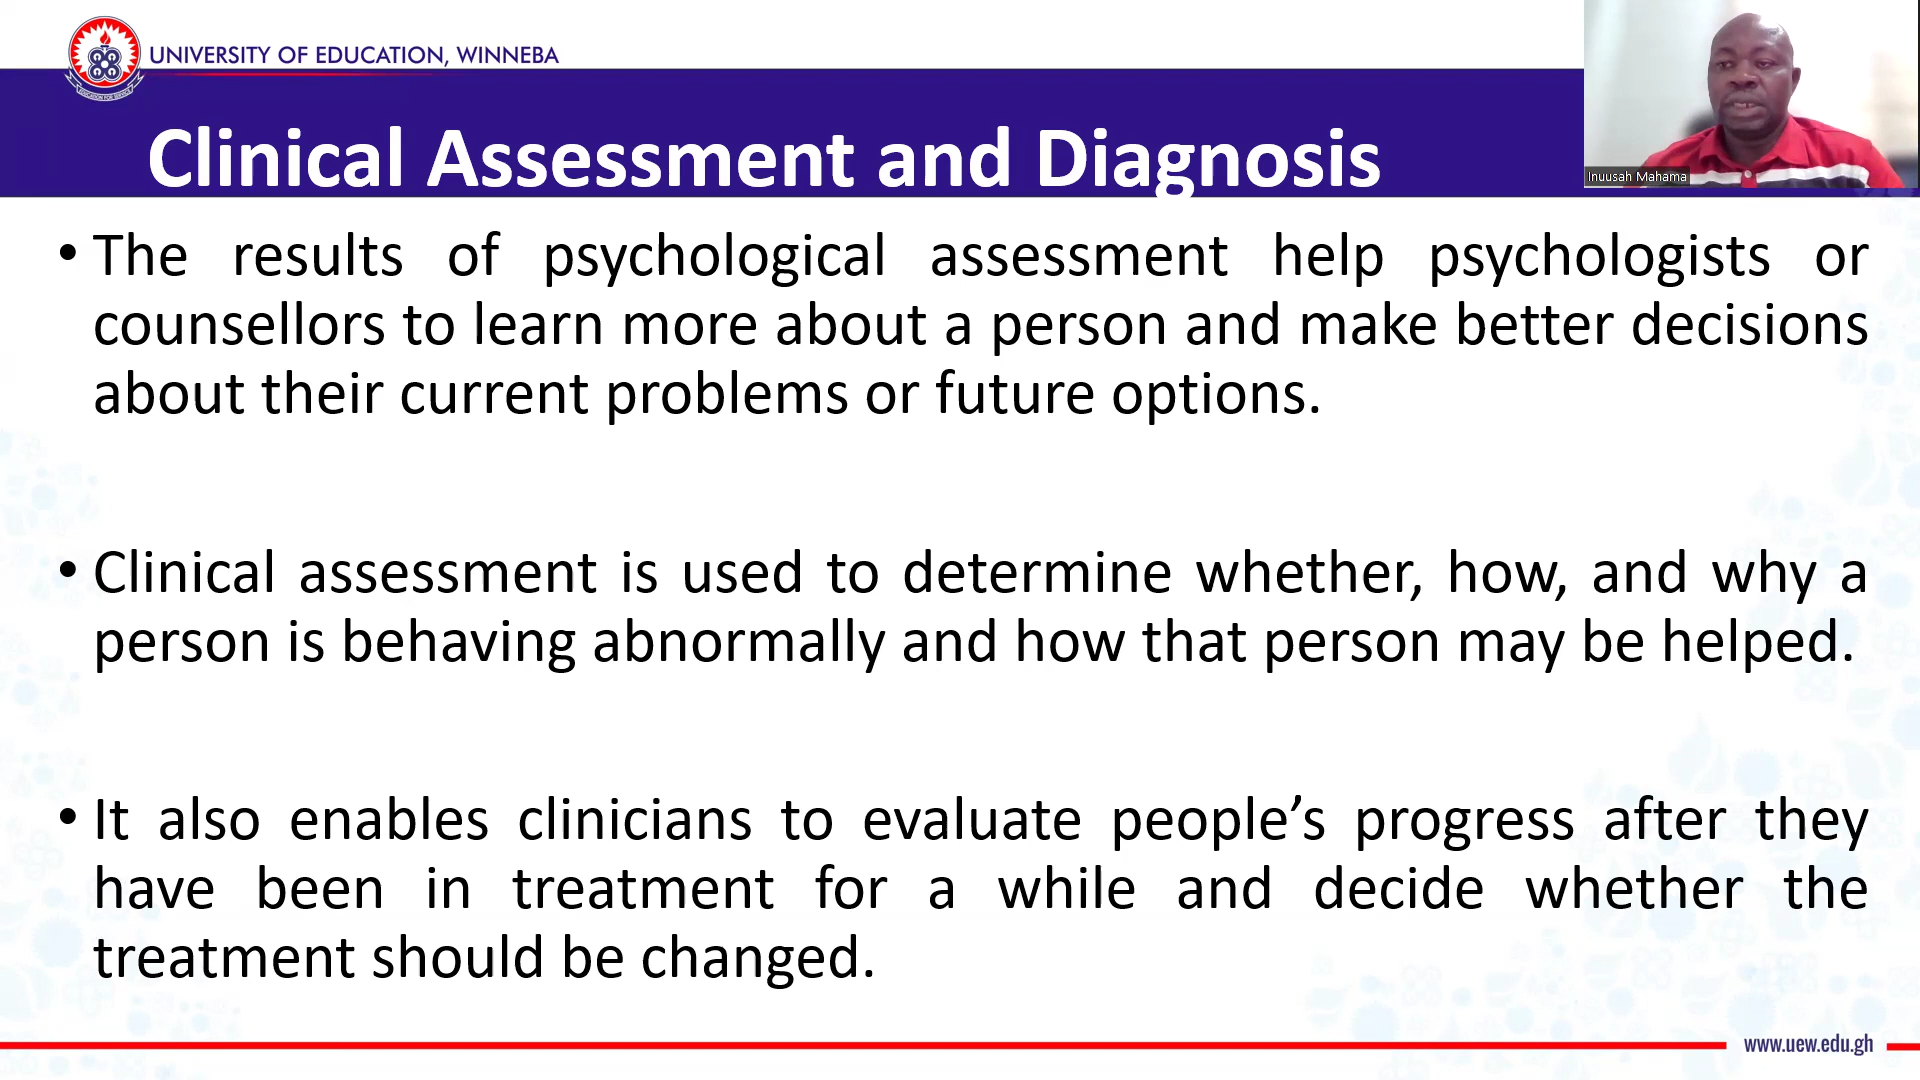 UNIVERSITY OF EDUCATION, WINNEBA
Clinical Assessment and Diagnosis
Inuusah Mahama
• The results of psychological assessment help psychologists or
counsellors to learn more about a person and make better decisions
about their current problems or future options.
• Clinical assessment is used to determine whether, how, and why a
person is behaving abnormally and how that person may be helped.
• It also enables clinicians to evaluate people’s progress after they
have been in treatment for a while and decide whether the
treatment should be changed.
www.uew.edu.gh